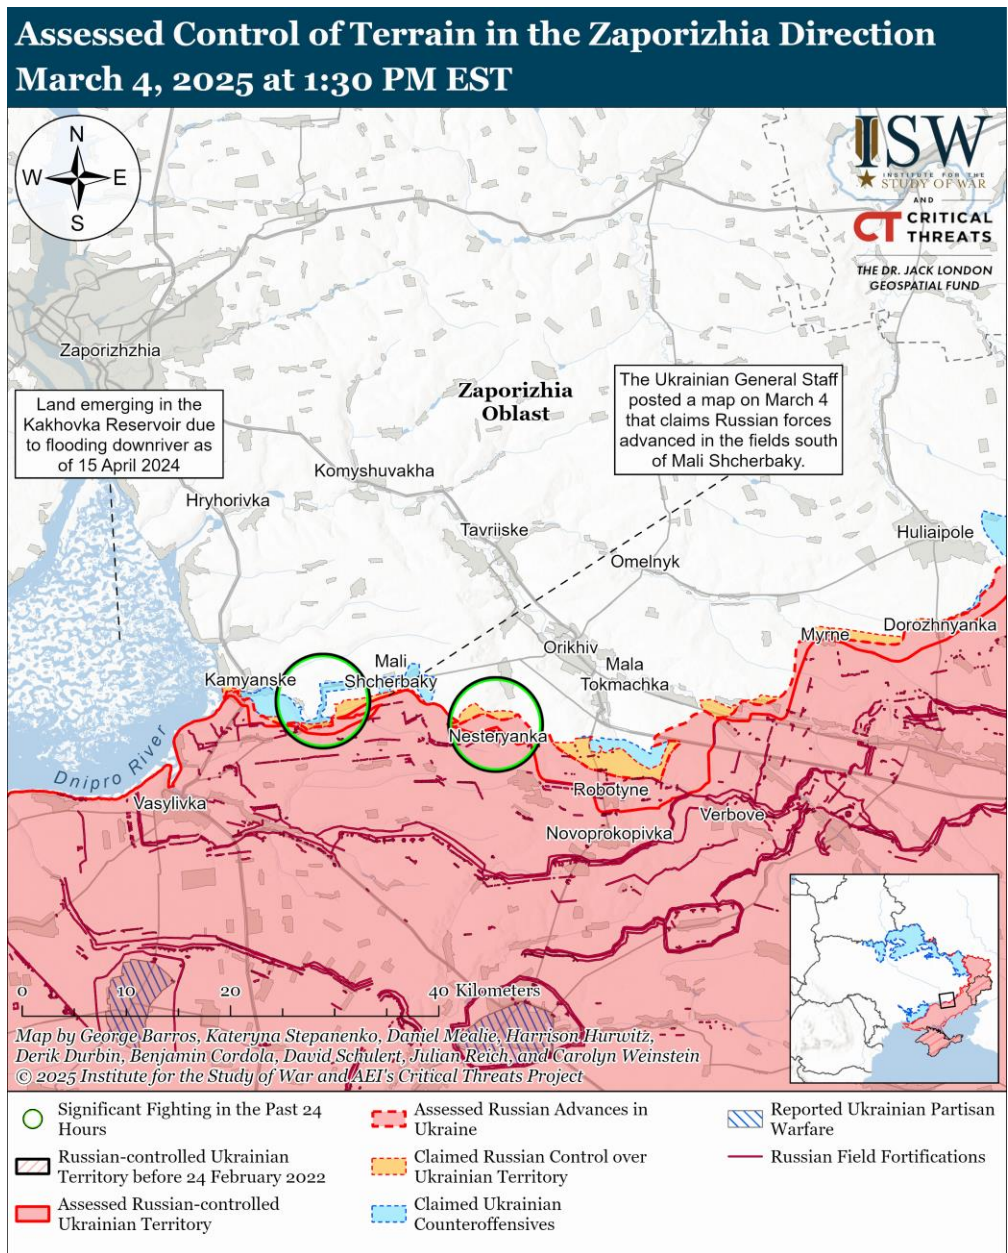 Assessed Control of Terrain in the Zaporizhia Direction
March 4, 2025 at 1:30 PM EST
N
W
E
S
ISW
INSTITUTE FOR THE
STUDY OF WAR
AND
CT CRITICAL
THREATS
THE DR. JACK LONDON
GEOSPATIAL FUND
Zaporizhzhia
Land emerging in the
Kakhovka Reservoir due
to flooding downriver as
of 15 April 2024
Zaporizhia
Oblast
The Ukrainian General Staff
posted a map on March 4
that claims Russian forces
advanced in the fields south
of Mali Shcherbaky.
Komyshuvakha
Hryhorivka
Tavriiske
Huliaipole
Omelnyk
Dorozhnyanka
Myrne
Orikhiv
Mali
Shcherbaky
Mala
Tokmachka
Kamyanske
Nesteryanka
Dnipro River
Robotyne
Vasylivka
Verbove
Novoprokopivka
0
10
20
40 Kilometers
Map by George Barros, Kateryna Stepanenko, Daniel Mealie, Harrison Hurwitz,
Derik Durbin, Benjamin Cordola, David Schulert, Julian Reich, and Carolyn Weinstein
© 2025 Institute for the Study of War and AEI's Critical Threats Project
Significant Fighting in the Past 24
Hours
Russian-controlled Ukrainian
Territory before 24 February 2022
Assessed Russian-controlled
Ukrainian Territory
Assessed Russian Advances in
Ukraine
Claimed Russian Control over
Ukrainian Territory
Claimed Ukrainian
Counteroffensives
Reported Ukrainian Partisan
Warfare
Russian Field Fortifications